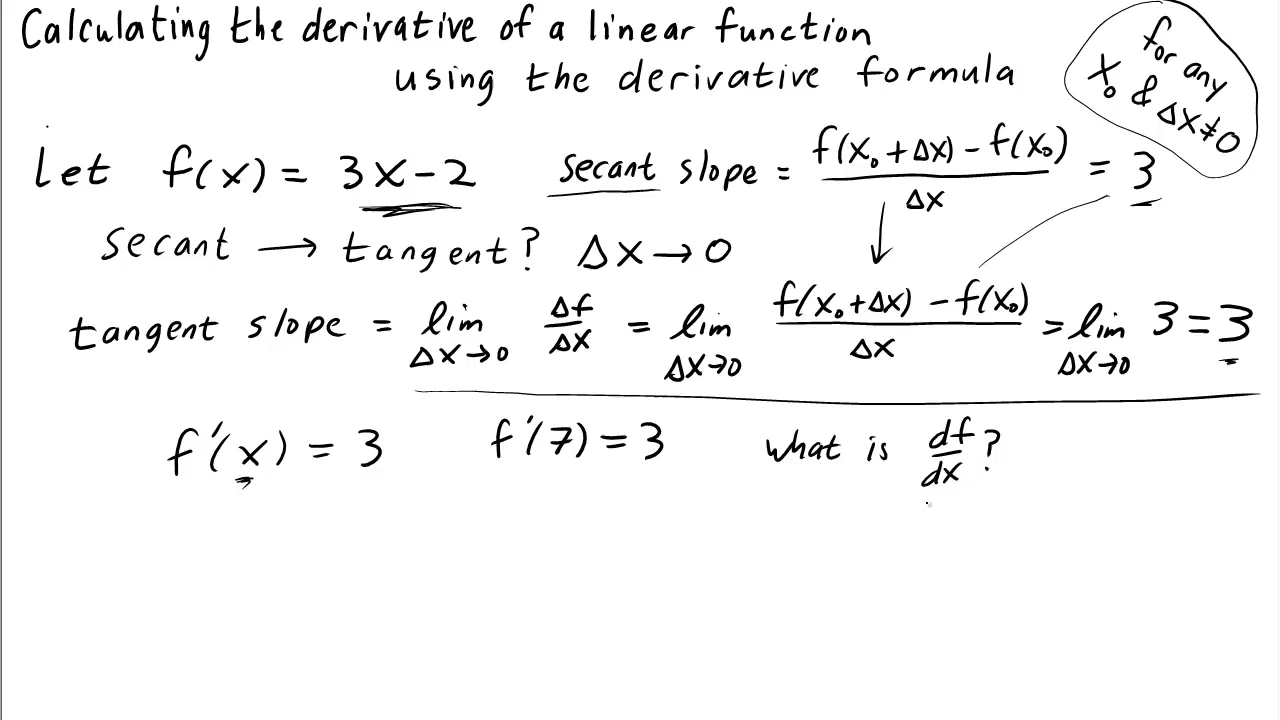 Calculating the derivative of a linear function
using the derivative formula
for any
x₀ & Δx≠0
Let f(x) = 3x-2 secant slope = (f(x₀+Δx) - f(x₀))/Δx = 3
secant → tangent? Δx→0
tangent slope = lim_{Δx→0} Δf/Δx = lim_{Δx→0} (f(x₀+Δx) - f(x₀))/Δx = lim_{Δx→0} 3 = 3
f'(x) = 3 f'(7) = 3 what is df/dx?